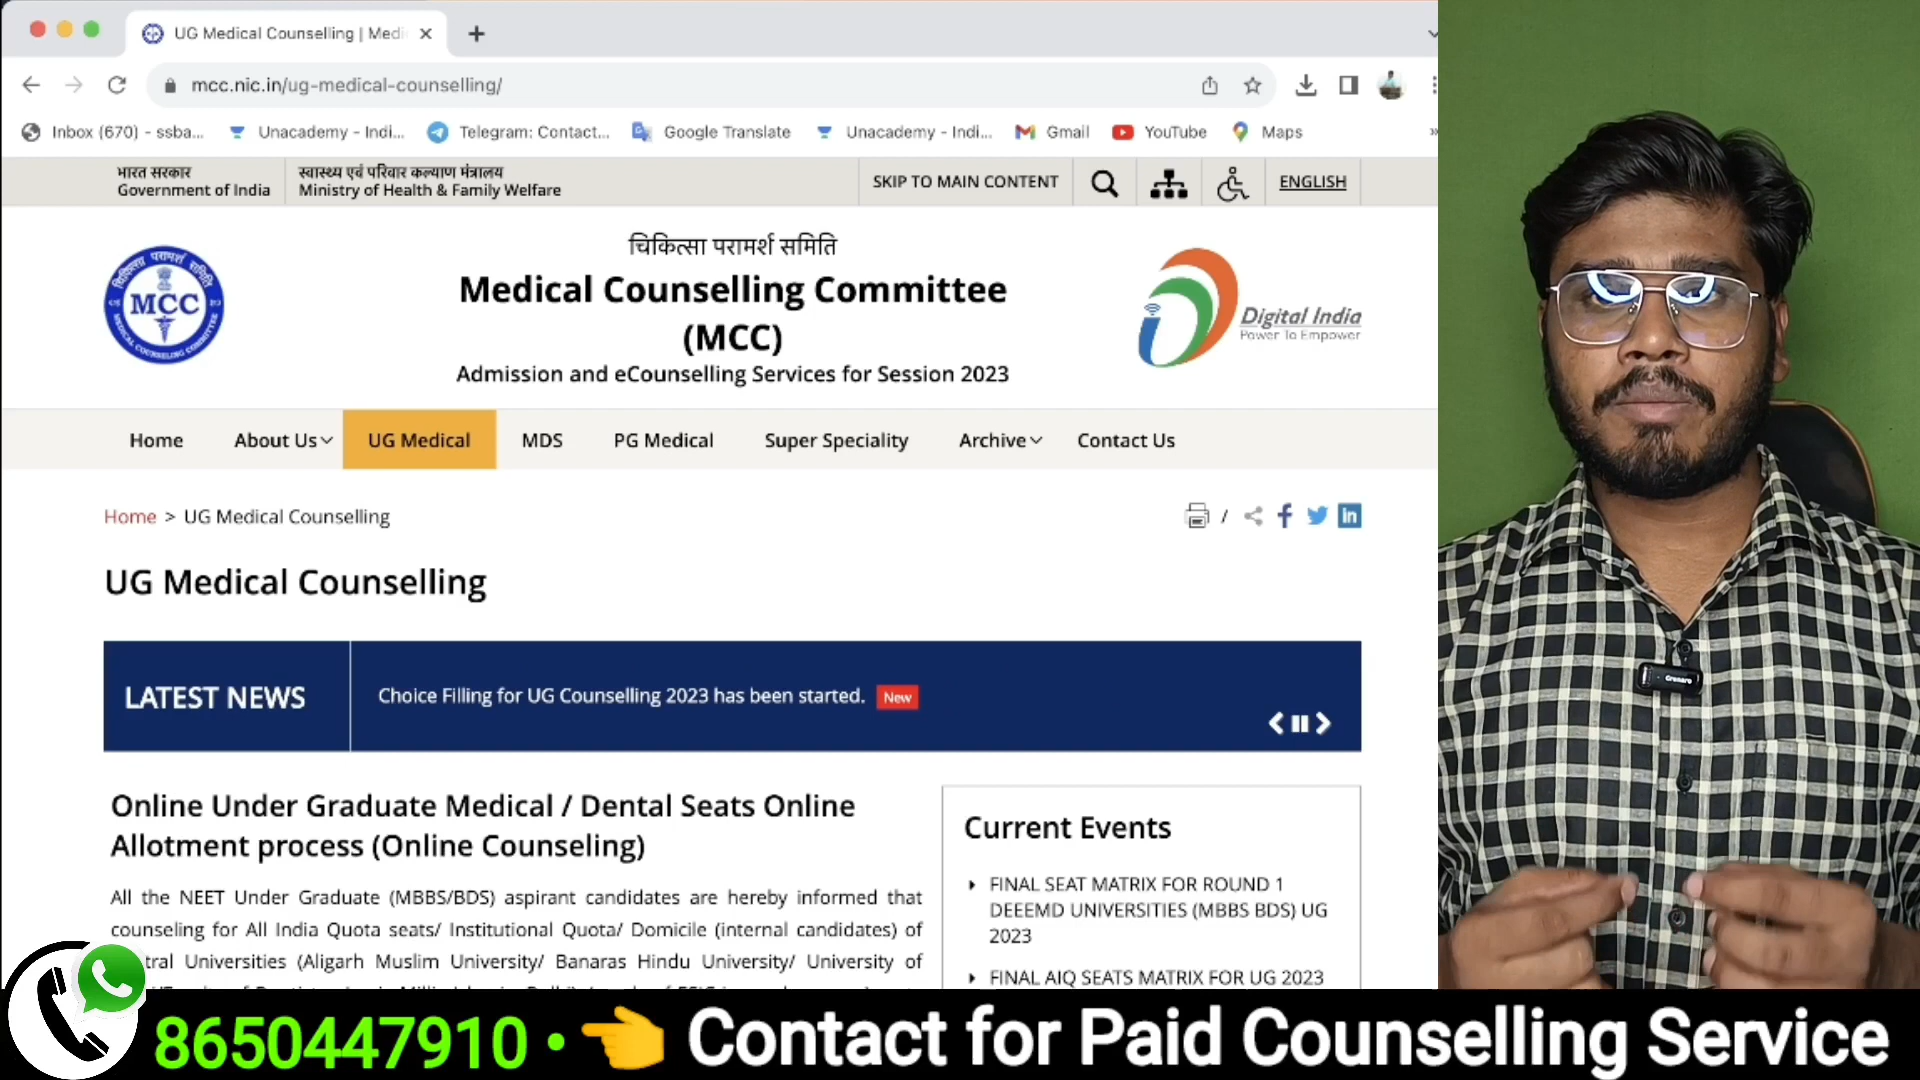 UG Medical Counselling | Medi
mcc.nic.in/ug-medical-counselling/
Inbox (670) - ssba... Unacademy - Indi... Telegram: Contact... Google Translate Unacademy - Indi... Gmail YouTube Maps »
भारत सरकार
Government of India
स्वास्थ्य एवं परिवार कल्याण मंत्रालय
Ministry of Health & Family Welfare
SKIP TO MAIN CONTENT
ENGLISH
चिकित्सा परामर्श समिति
MCC
MEDICAL COUNSELING COMMITTEE
चिकित्सा परामर्श समिति
Medical Counselling Committee
(MCC)
Admission and eCounselling Services for Session 2023
Digital India
Power To Empower
Home About Us UG Medical MDS PG Medical Super Speciality Archive Contact Us
Home > UG Medical Counselling
/
UG Medical Counselling
LATEST NEWS
Choice Filling for UG Counselling 2023 has been started. New
Online Under Graduate Medical / Dental Seats Online
Allotment process (Online Counseling)
All the NEET Under Graduate (MBBS/BDS) aspirant candidates are hereby informed that
counseling for All India Quota seats/ Institutional Quota/ Domicile (internal candidates) of
tral Universities (Aligarh Muslim University/ Banaras Hindu University/ University of
Current Events
FINAL SEAT MATRIX FOR ROUND 1
DEEEMD UNIVERSITIES (MBBS BDS) UG
2023
FINAL AIQ SEATS MATRIX FOR UG 2023
8650447910 • Contact for Paid Counselling Service